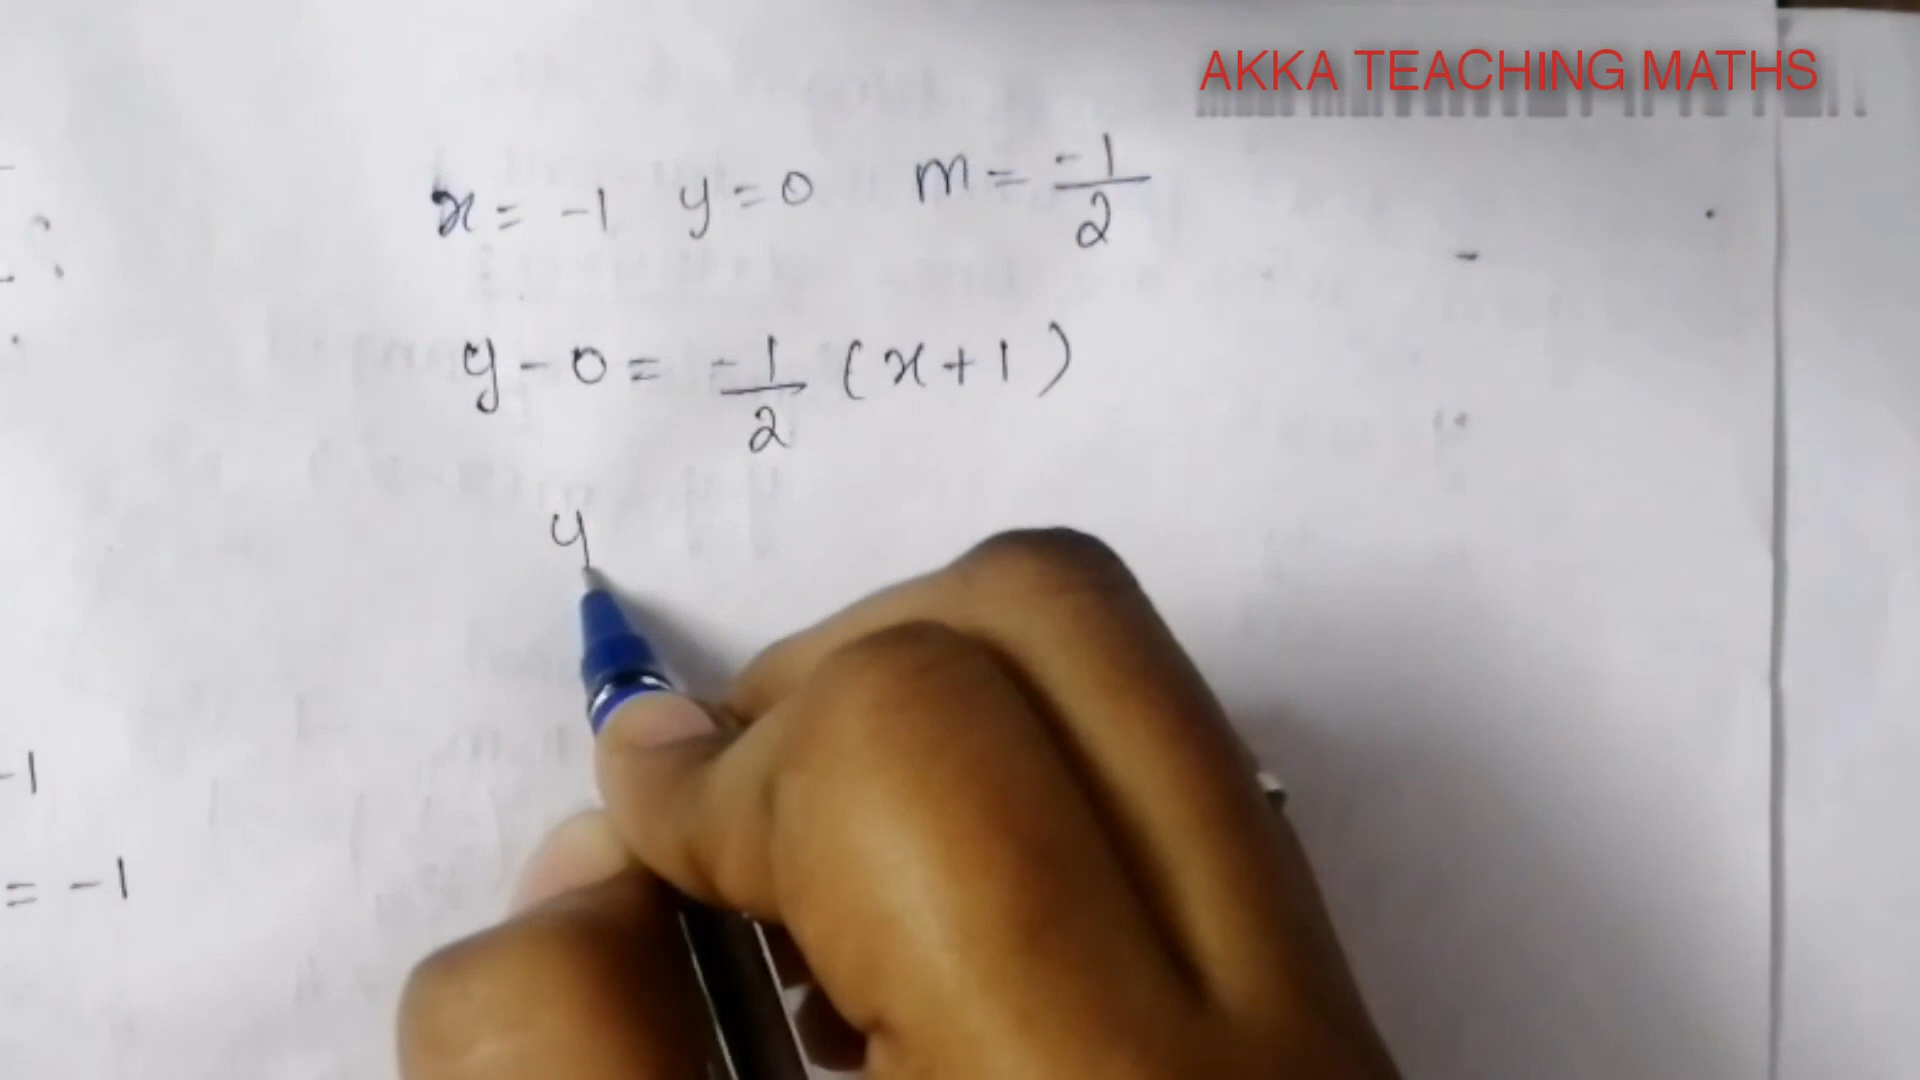 AKKA TEACHING MATHS
x = -1 y = 0 m = -1/2
y - 0 = -1/2 (x + 1)
y
-1
= -1